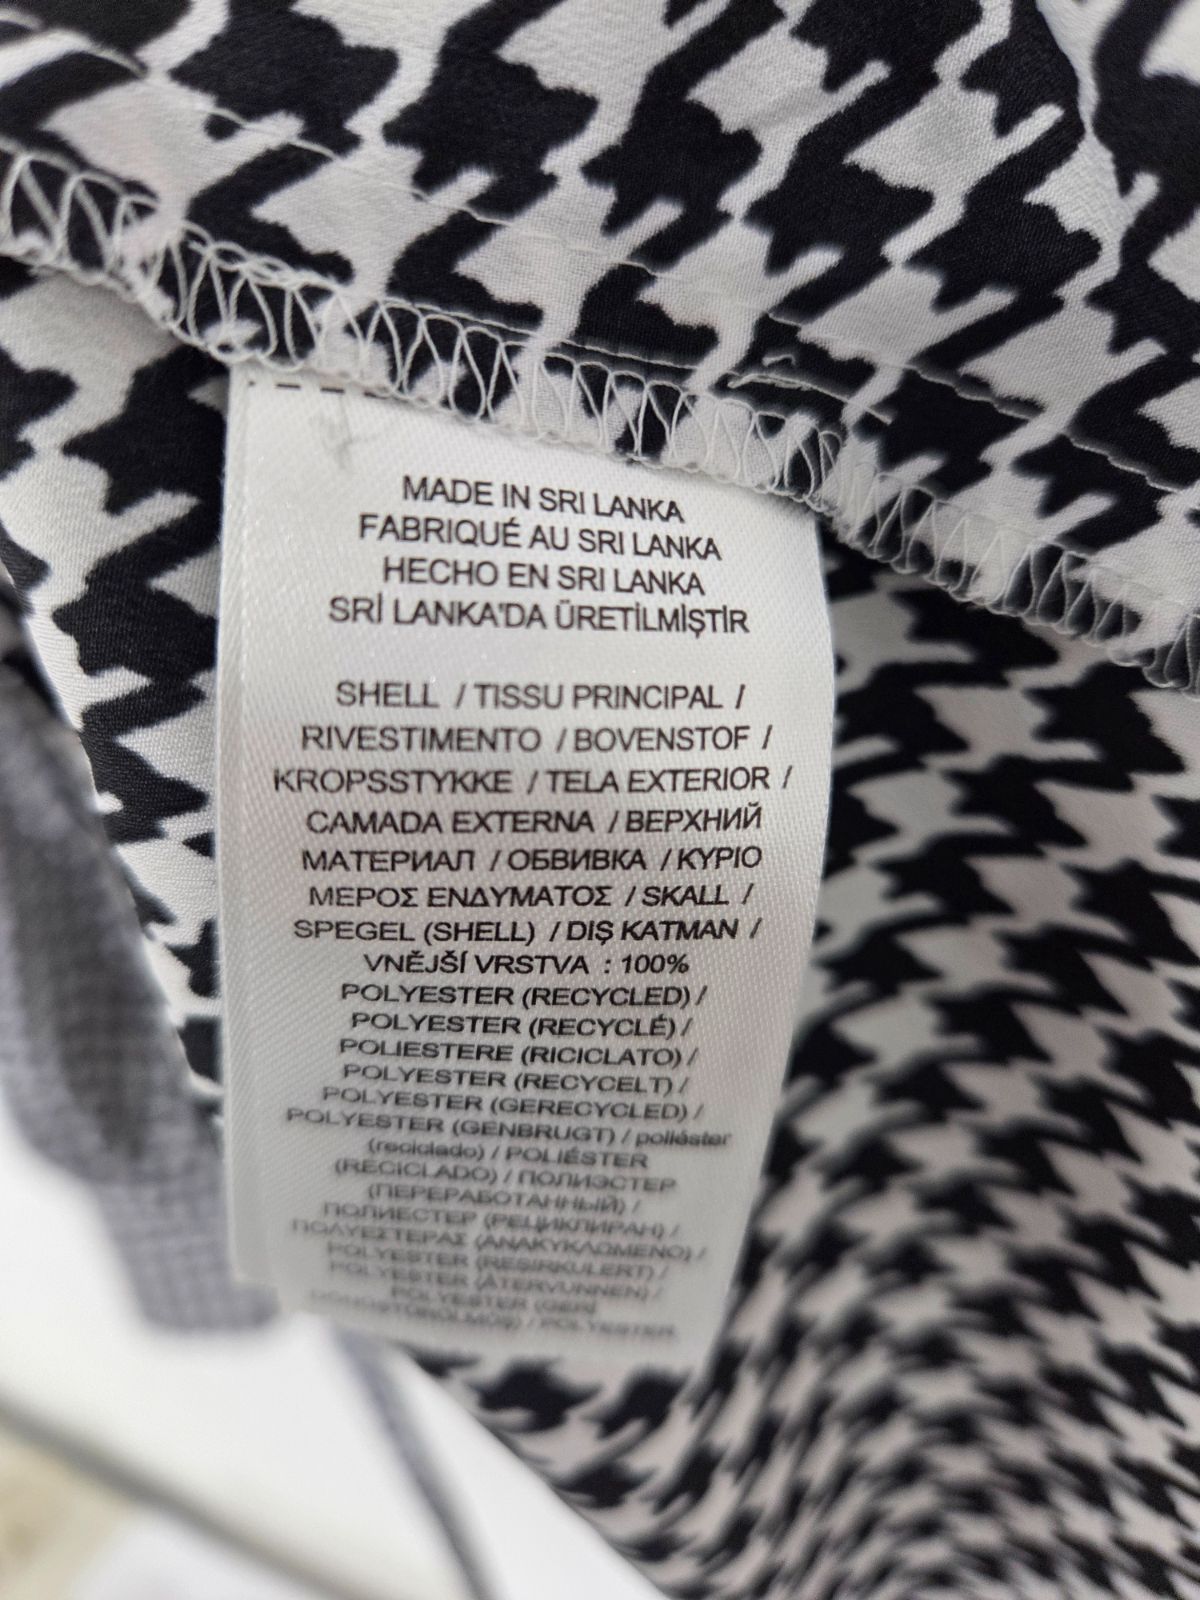 MADE IN SRI LANKA
FABRIQUÉ AU SRI LANKA
HECHO EN SRI LANKA
SRİ LANKA'DA ÜRETİLMİŞTİR
SHELL / TISSU PRINCIPAL /
RIVESTIMENTO / BOVENSTOF /
KROPSSTYKKE / TELA EXTERIOR /
CAMADA EXTERNA / ВЕРХНИЙ
МАТЕРИАЛ / ОБВИВКА / ΚΥΡΙΟ
ΜΕΡΟΣ ΕΝΔΥΜΑΤΟΣ / SKALL /
SPEGEL (SHELL) / DIŞ KATMAN /
VNĚJŠÍ VRSTVA : 100%
POLYESTER (RECYCLED) /
POLYESTER (RECYCLÉ) /
POLIESTERE (RICICLATO) /
POLYESTER (RECYCELT) /
POLYESTER (GERECYCLED) /
POLYESTER (GENBRUGT) / poliéster
(reciclado) / POLIÉSTER
(RECICLADO) / ПОЛИЭСТЕР
(ПЕРЕРАБОТАННЫЙ) /
ПОЛИЕСТЕР (РЕЦИКЛИРАН) /
ΠΟΛΥΕΣΤΕΡΑΣ (ΑΝΑΚΥΚΛΩΜΕΝΟ) /
POLYESTER (RESIRKULERT) /
POLYESTER (ÅTERVUNNEN) /
POLYESTER (GERİ
DÖNÜŞTÜRÜLMÜŞ) / POLYESTER